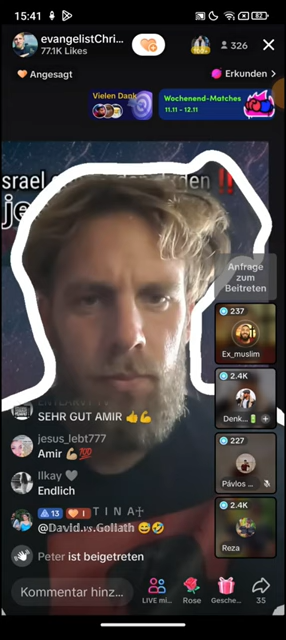 15:41
82
evangelistChri...
77.1K Likes
326
Angesagt
Erkunden >
Vielen Dank
Wochenend-Matches
11.11 - 12.11
srael
den !!
je
Anfrage
zum
Beitreten
237
Ex_muslim
2.4K
Denk...
227
Pávlos ...
2.4K
Reza
SEHR GUT AMIR 👍💪
jesus_lebt777
Amir 💪💯
Ilkay 🖤
Endlich
13
I
T I N A ✝
@David.vs.Goliath 😅🤣
Peter ist beigetreten
Kommentar hinz...
LIVE mi...
Rose
Gesche...
35